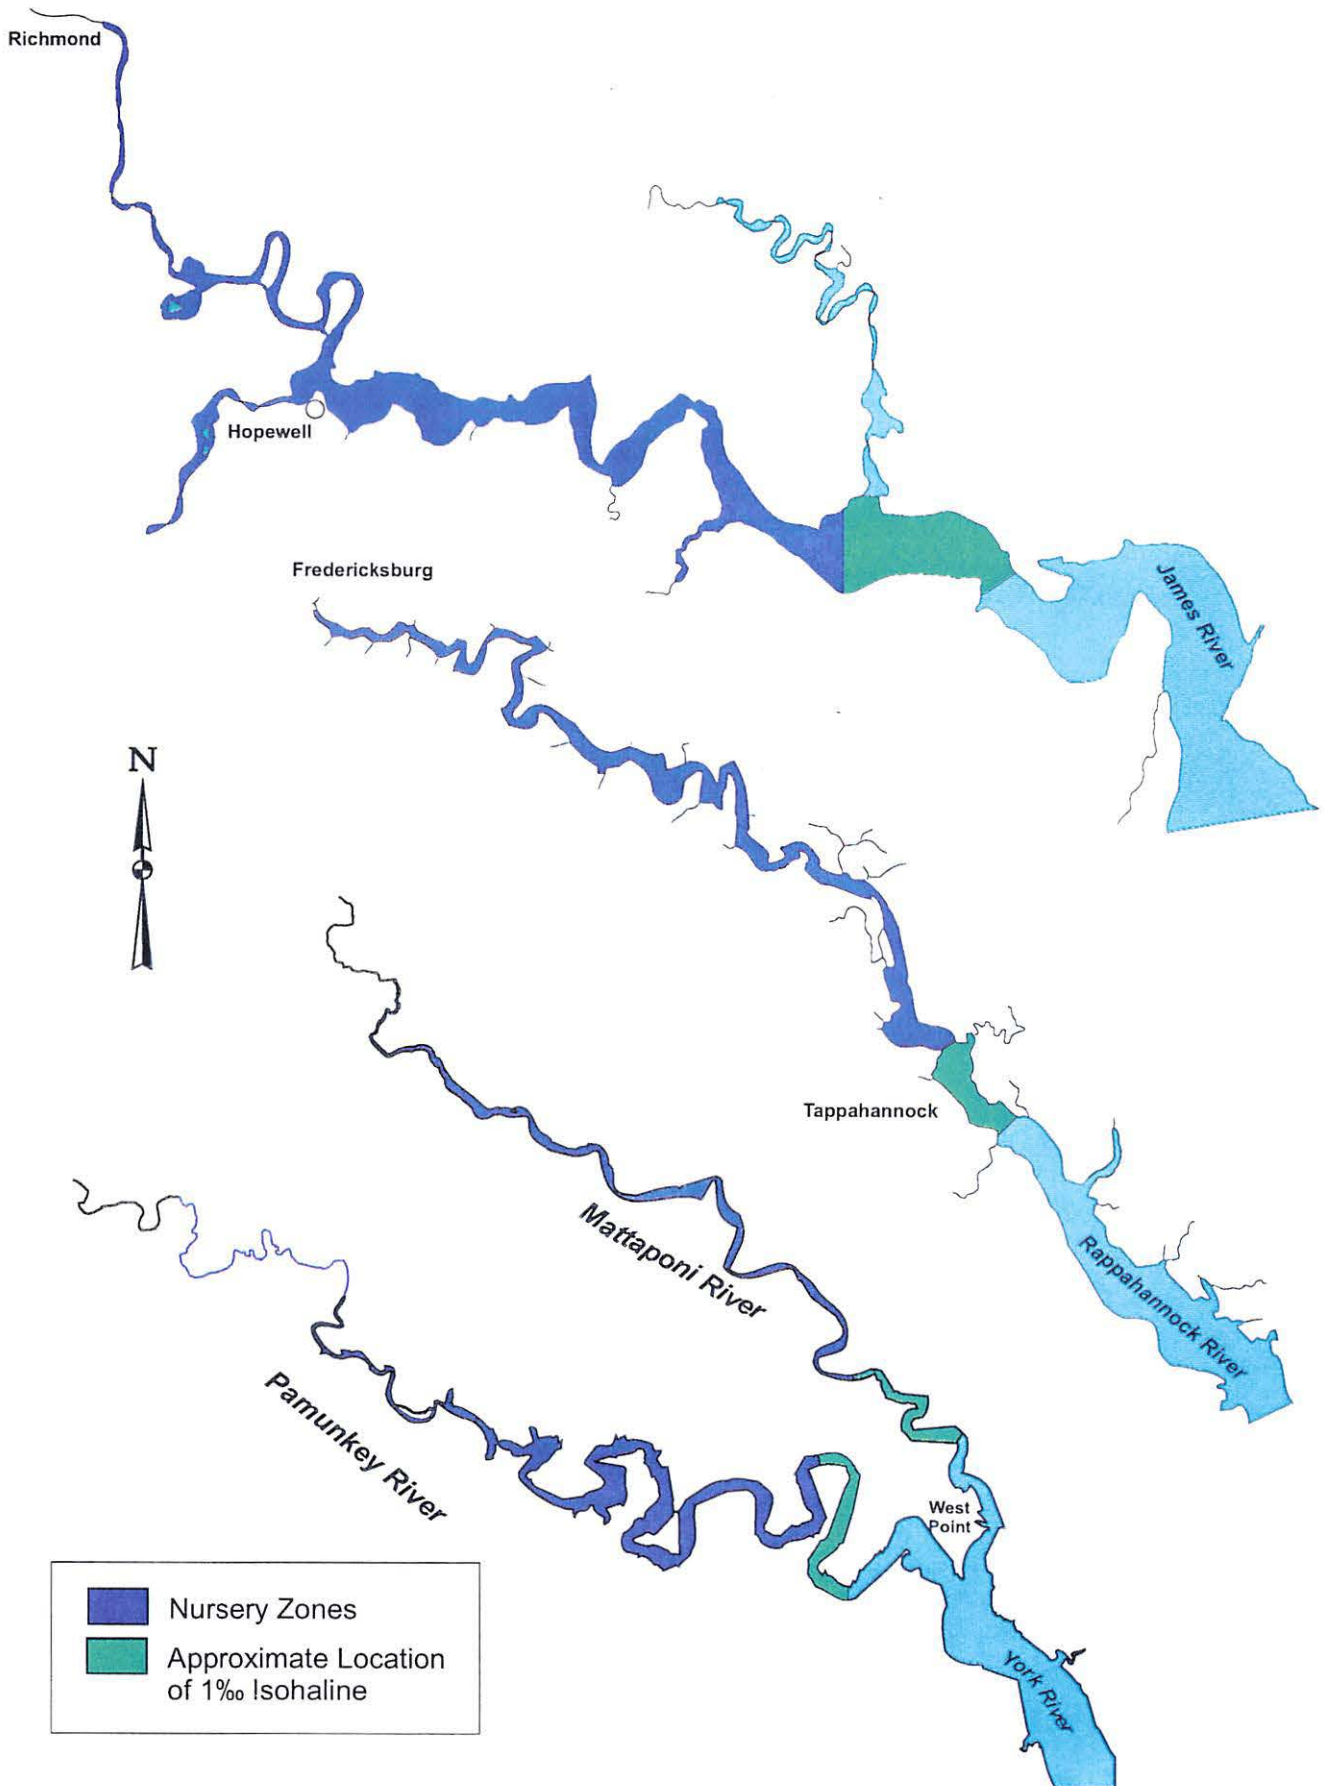 Richmond
Hopewell
James River
Fredericksburg
N
Tappahannock
Mattaponi River
Rappahannock River
Pamunkey River
West
Point
York River
Nursery Zones
Approximate Location
of 1‰ Isohaline